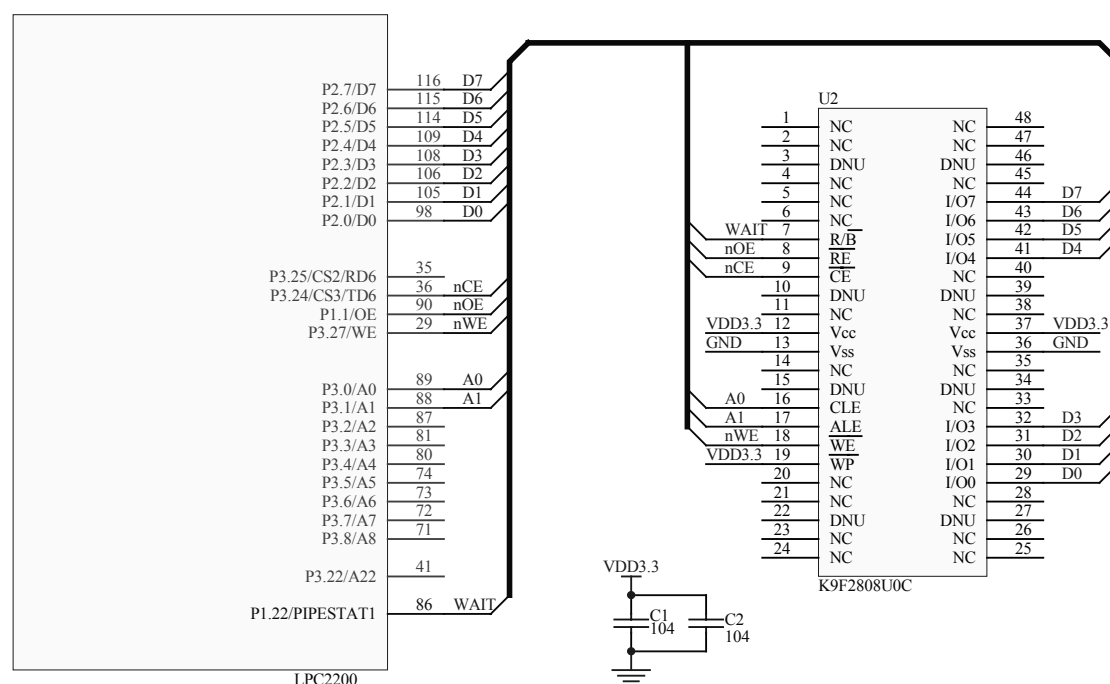 P2.7/D7 116 D7
P2.6/D6 115 D6
P2.5/D5 114 D5
P2.4/D4 109 D4
P2.3/D3 108 D3
P2.2/D2 106 D2
P2.1/D1 105 D1
P2.0/D0 98 D0
P3.25/CS2/RD6 35
P3.24/CS3/TD6 36 nCE
P1.1/OE 90 nOE
P3.27/WE 29 nWE
P3.0/A0 89 A0
P3.1/A1 88 A1
P3.2/A2 87
P3.3/A3 81
P3.4/A4 80
P3.5/A5 74
P3.6/A6 73
P3.7/A7 72
P3.8/A8 71
P3.22/A22 41
P1.22/PIPESTAT1 86 WAIT
LPC2200
U2
1 NC NC 48
2 NC NC 47
3 DNU DNU 46
4 NC NC 45
5 NC I/O7 44 D7
6 NC I/O6 43 D6
WAIT 7 R/B I/O5 42 D5
nOE 8 RE I/O4 41 D4
nCE 9 CE NC 40
10 DNU DNU 39
11 NC NC 38
VDD3.3 12 Vcc Vcc 37 VDD3.3
GND 13 Vss Vss 36 GND
14 NC NC 35
15 DNU DNU 34
A0 16 CLE NC 33
A1 17 ALE I/O3 32 D3
nWE 18 WE I/O2 31 D2
VDD3.3 19 WP I/O1 30 D1
20 NC I/O0 29 D0
21 NC NC 28
22 DNU DNU 27
23 NC NC 26
24 NC NC 25
K9F2808U0C
VDD3.3
C1
104
C2
104